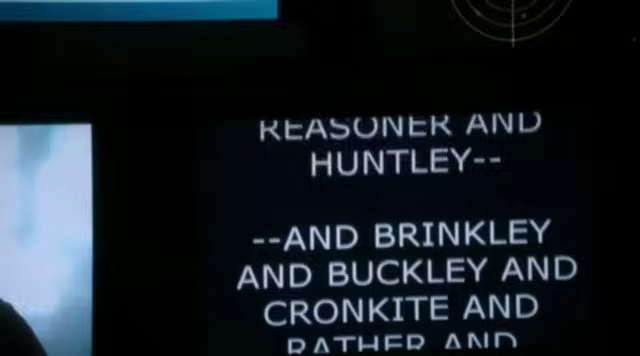 REASONER AND
HUNTLEY--
--AND BRINKLEY
AND BUCKLEY AND
CRONKITE AND
RATHER AND